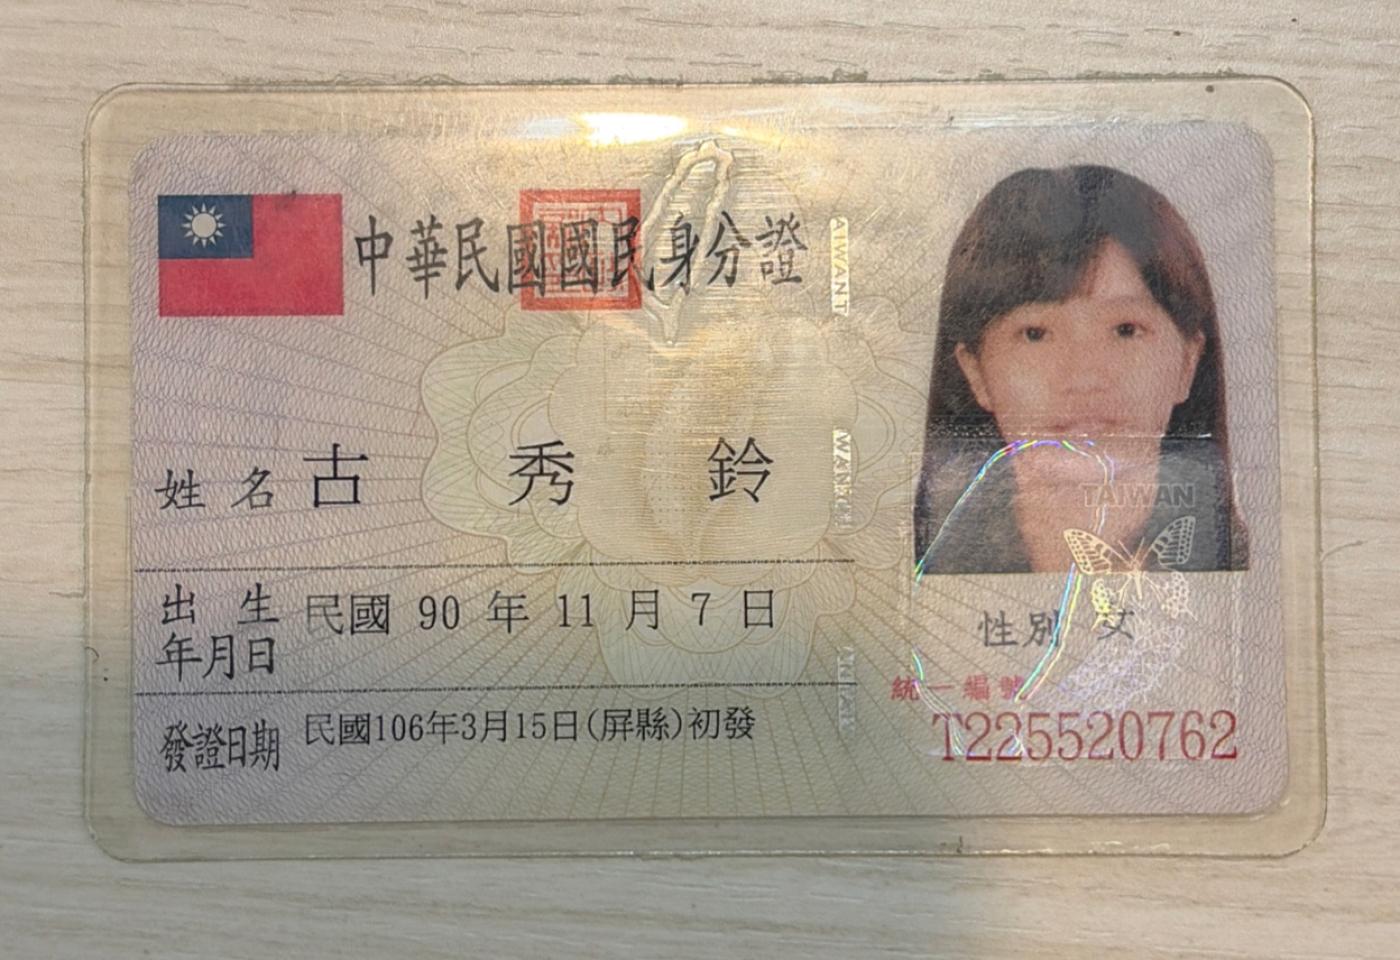 中華民國國民身分證
姓名 古 秀 鈴
出生年月日 民國 90 年 11 月 7 日
發證日期 民國106年3月15日(屏縣)初發
TAIWAN
性別 女
統一編號
T225520762